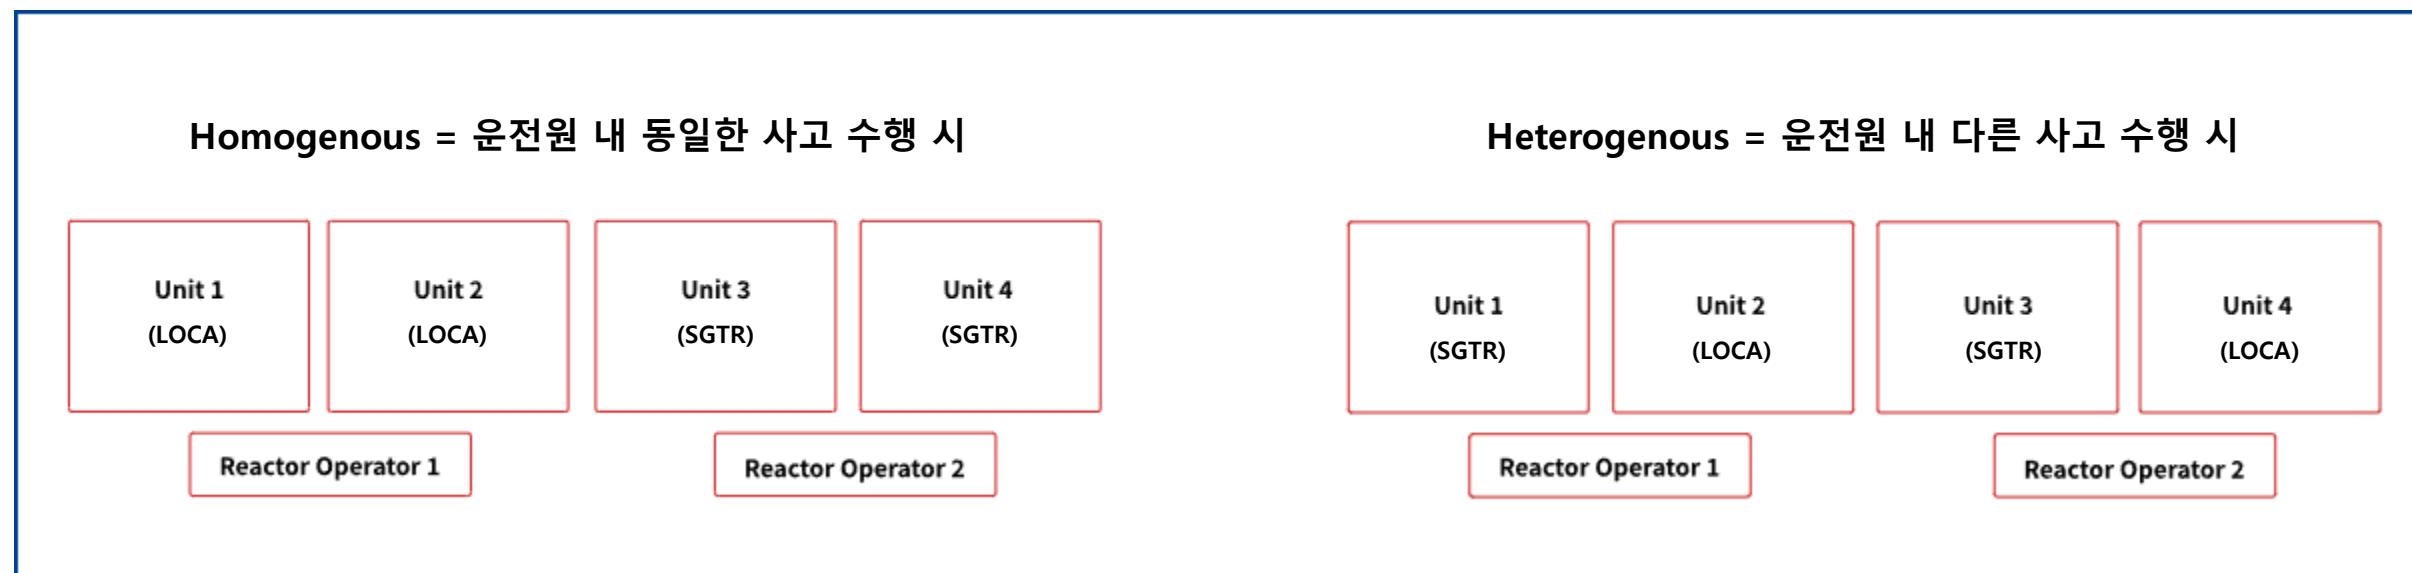 Homogenous = 운전원 내 동일한 사고 수행 시
Unit 1
(LOCA)
Unit 2
(LOCA)
Unit 3
(SGTR)
Unit 4
(SGTR)
Reactor Operator 1
Reactor Operator 2
Heterogenous = 운전원 내 다른 사고 수행 시
Unit 1
(SGTR)
Unit 2
(LOCA)
Unit 3
(SGTR)
Unit 4
(LOCA)
Reactor Operator 1
Reactor Operator 2